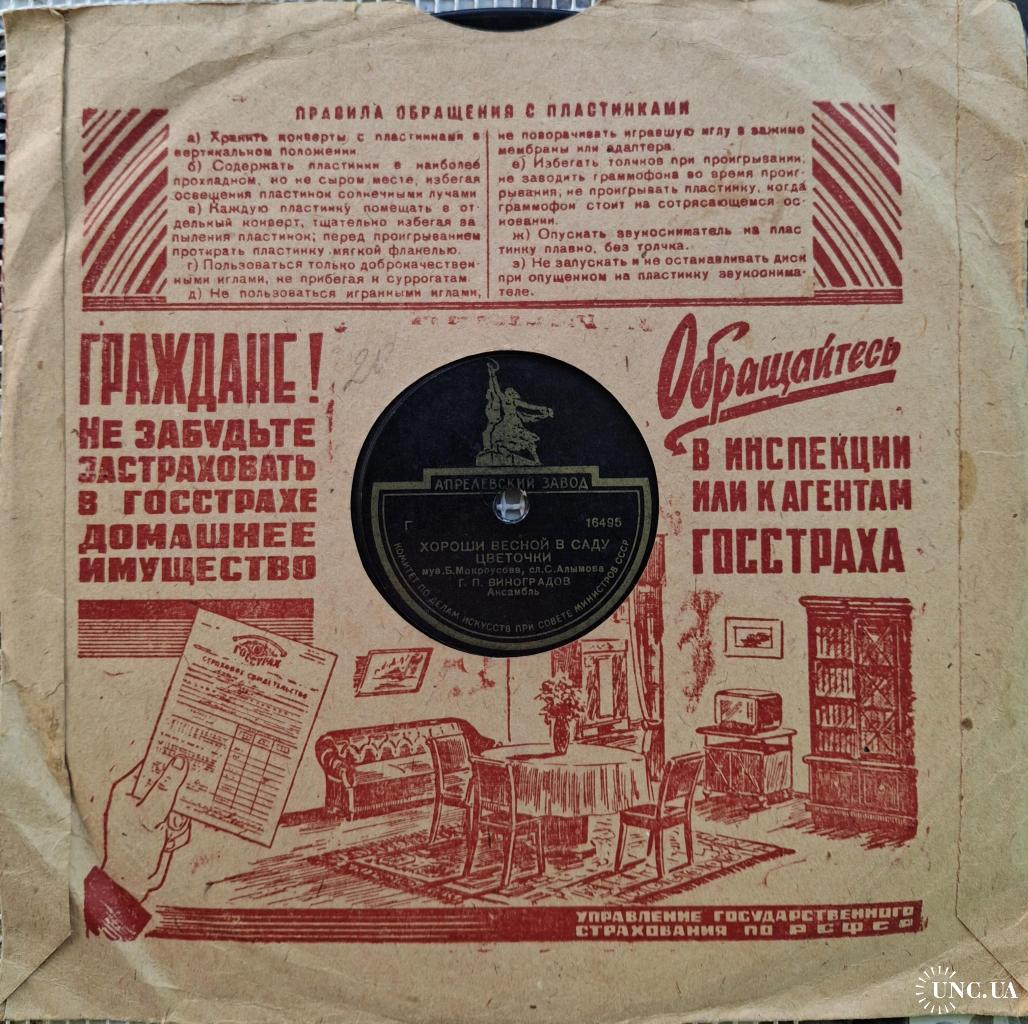 ПРАВИЛА ОБРАЩЕНИЯ С ПЛАСТИНКАМИ
а) Хранить конверты с пластинками в
вертикальном положении.
б) Содержать пластинки в наиболее
прохладном, но не сыром месте, избегая
освещения пластинок солнечными лучами
в) Каждую пластинку помещать в от
дельный конверт, тщательно избегая за
пыления пластинок; перед проигрыванием
протирать пластинку мягкой фланелью.
г) Пользоваться только доброкачествен
ными иглами, не прибегая к суррогатам.
д) Не пользоваться игранными иглами,
не поворачивать игравшую иглу в зажиме
мембраны или адаптера.
е) Избегать толчков при проигрывании,
не заводить граммофона во время проиг-
рывания; не проигрывать пластинку, когда
граммофон стоит на сотрясающемся ос-
новании.
ж) Опускать звукосниматель на плас
тинку плавно, без толчка.
з) Не запускать и не останавливать диск
при опущенном на пластинку звукоснима-
теле.
ГРАЖДАНЕ!
НЕ ЗАБУДЬТЕ
ЗАСТРАХОВАТЬ
В ГОССТРАХЕ
ДОМАШНЕЕ
ИМУЩЕСТВО
Обращайтесь
В ИНСПЕКЦИИ
ИЛИ К АГЕНТАМ
ГОССТРАХА
АПРЕЛЕВСКИЙ ЗАВОД
Г 16495
ХОРОШИ ВЕСНОЙ В САДУ
ЦВЕТОЧКИ
муз. Б. Мокроусова, сл. С. Алымова
Г. П. ВИНОГРАДОВ
Ансамбль
КОМИТЕТ ПО ДЕЛАМ ИСКУССТВ ПРИ СОВЕТЕ МИНИСТРОВ СССР
ГОССТРАХ
СТРАХОВОЕ СВИДЕТЕЛЬСТВО
УПРАВЛЕНИЕ ГОСУДАРСТВЕННОГО
СТРАХОВАНИЯ ПО РСФСР
UNC.UA